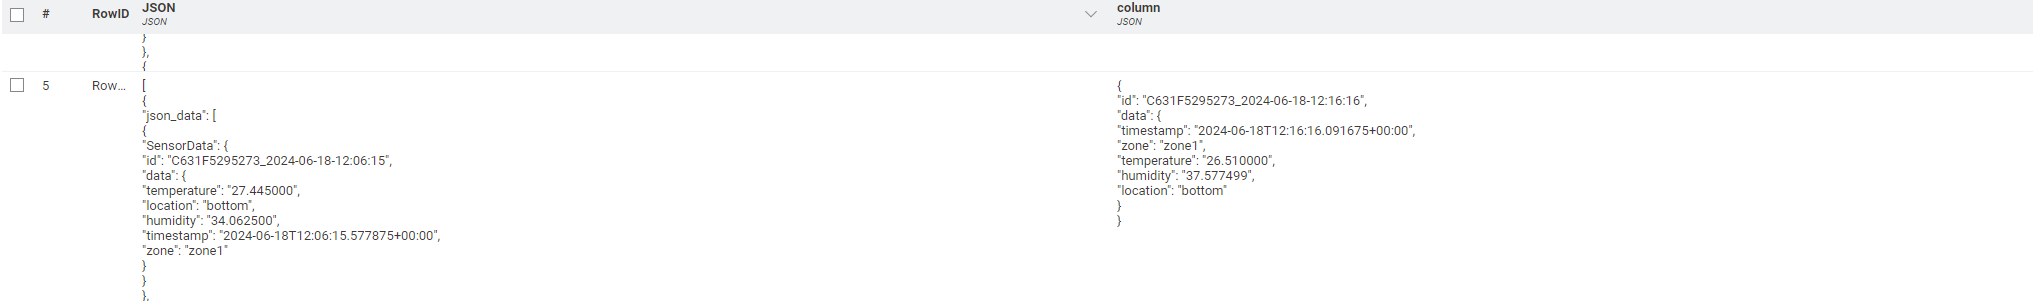 # RowID JSON column
JSON JSON
}
},
{
5 Row... [ {
{ "id": "C631F5295273_2024-06-18-12:16:16",
"json_data": [ "data": {
{ "timestamp": "2024-06-18T12:16:16.091675+00:00",
"SensorData": { "zone": "zone1",
"id": "C631F5295273_2024-06-18-12:06:15", "temperature": "26.510000",
"data": { "humidity": "37.577499",
"temperature": "27.445000", "location": "bottom"
"location": "bottom", }
"humidity": "34.062500", }
"timestamp": "2024-06-18T12:06:15.577875+00:00",
"zone": "zone1"
}
}
},